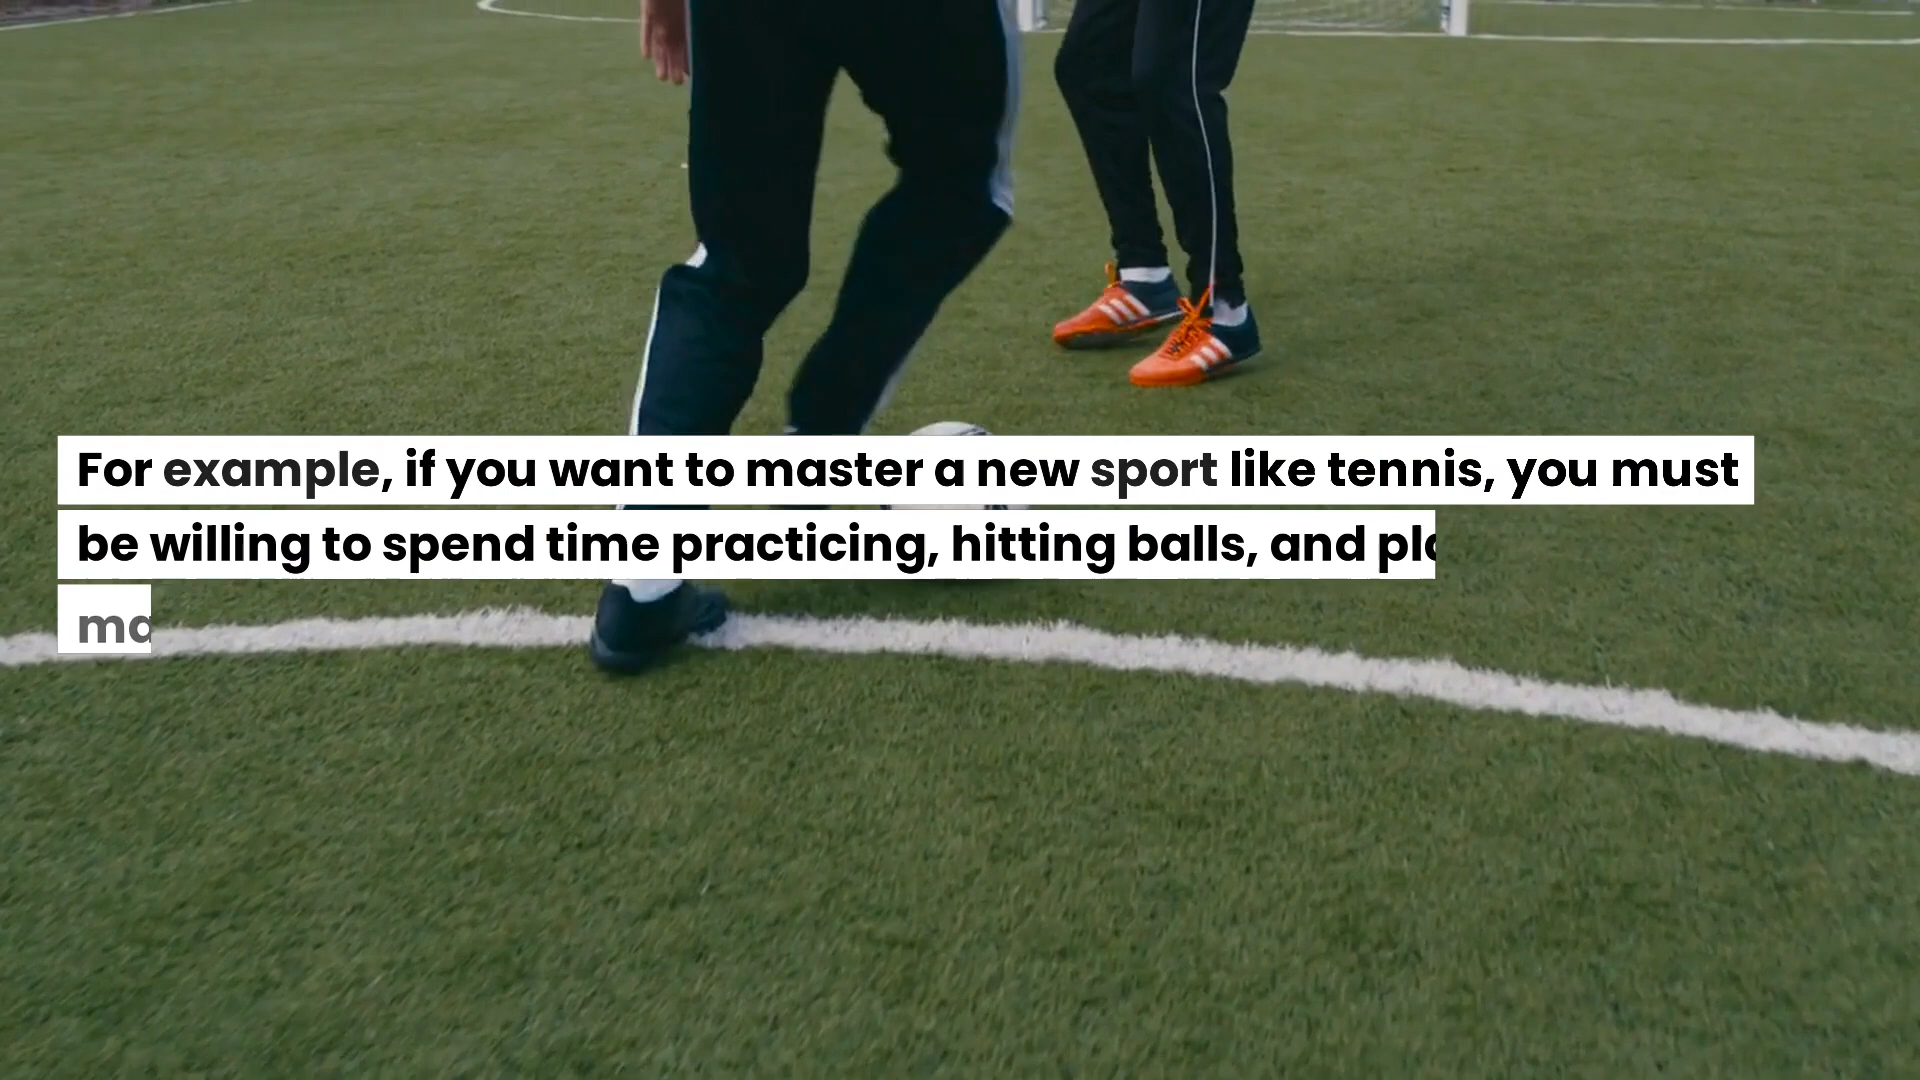 For example, if you want to master a new sport like tennis, you must
be willing to spend time practicing, hitting balls, and